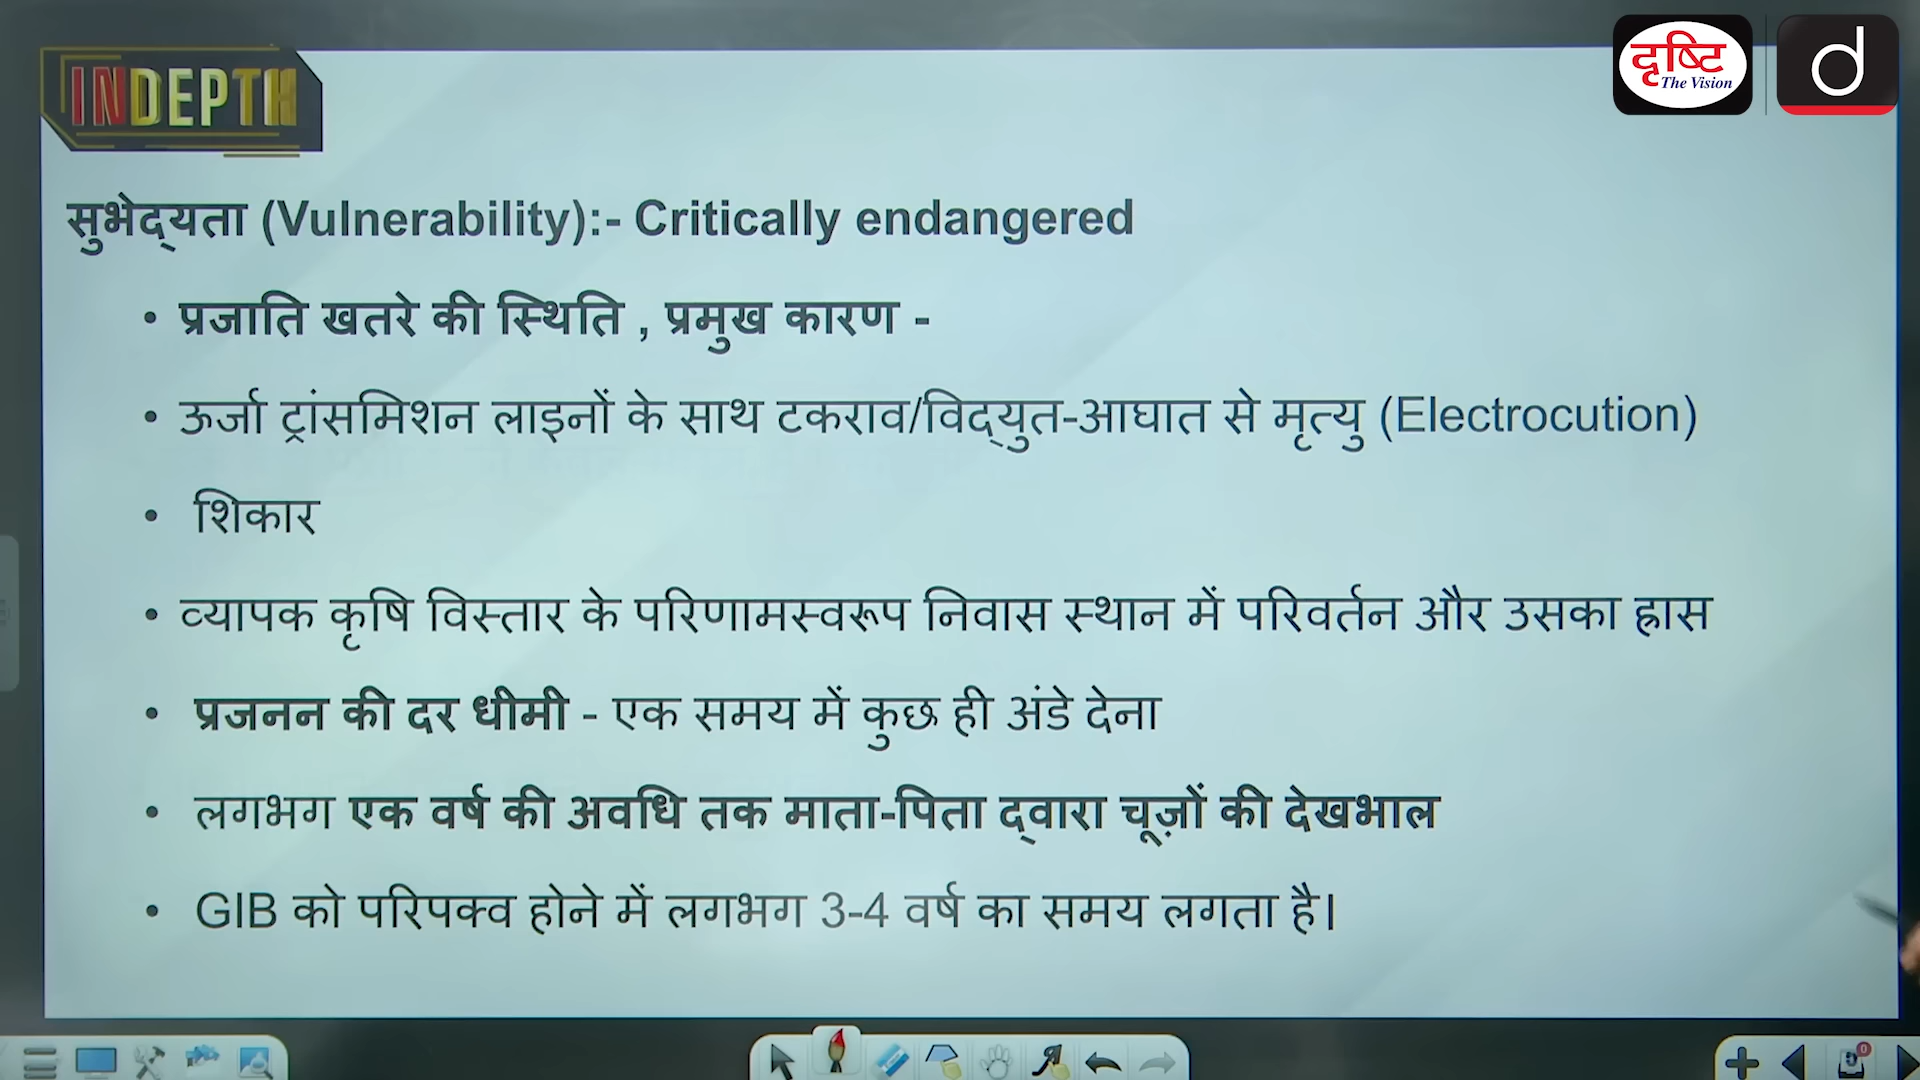 INDEPTH
दृष्टि
The Vision
d
सुभेद्यता (Vulnerability):- Critically endangered
• प्रजाति खतरे की स्थिति , प्रमुख कारण -
• ऊर्जा ट्रांसमिशन लाइनों के साथ टकराव/विद्युत-आघात से मृत्यु (Electrocution)
• शिकार
• व्यापक कृषि विस्तार के परिणामस्वरूप निवास स्थान में परिवर्तन और उसका ह्रास
• प्रजनन की दर धीमी - एक समय में कुछ ही अंडे देना
• लगभग एक वर्ष की अवधि तक माता-पिता द्वारा चूज़ों की देखभाल
• GIB को परिपक्व होने में लगभग 3-4 वर्ष का समय लगता है।
0